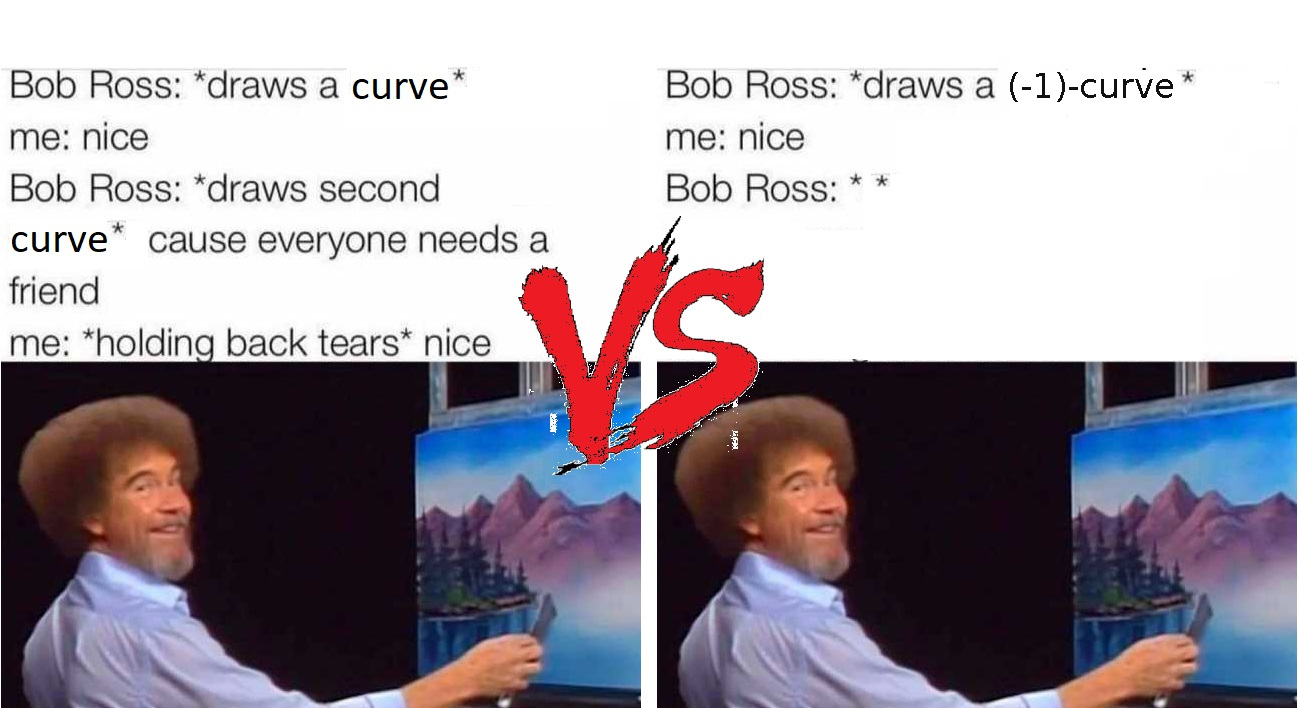 Bob Ross: *draws a curve*
me: nice
Bob Ross: *draws second
curve* cause everyone needs a
friend
me: *holding back tears* nice
VS
Bob Ross: *draws a (-1)-curve*
me: nice
Bob Ross: * *